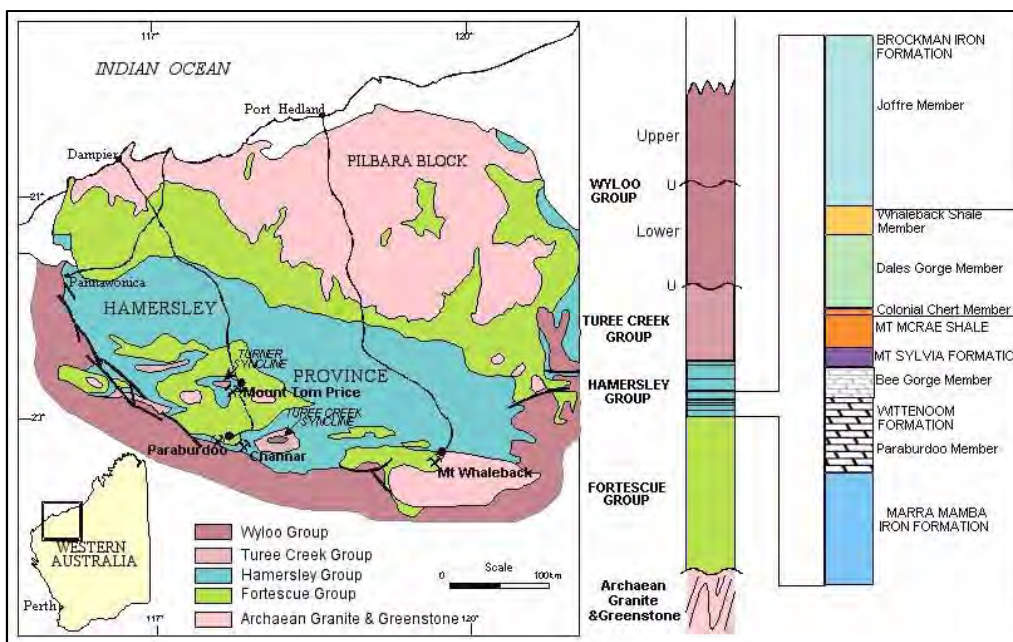 117°
120°
INDIAN OCEAN
Port Hedland
Dampier
PILBARA BLOCK
21°
Pannawonica
HAMERSLEY
TURNER
SYNCLINE
PROVINCE
Mount Tom Price
23°
TUREE CREEK
SYNCLINE
Paraburdoo
Channar
Mt Whaleback
WESTERN
AUSTRALIA
Perth
Wyloo Group
Turee Creek Group
Hamersley Group
Fortescue Group
Archaean Granite & Greenstone
Scale
0
100km
117°
120°
Upper
WYLOO
GROUP
U
Lower
U
TUREE CREEK
GROUP
HAMERSLEY
GROUP
FORTESCUE
GROUP
Archaean
Granite
&Greenstone
BROCKMAN IRON
FORMATION
Joffre Member
Whaleback Shale
Member
Dales Gorge Member
Colonial Chert Member
MT MCRAE SHALE
MT SYLVIA FORMATIO
Bee Gorge Member
WITTENOOM
FORMATION
Paraburdoo Member
MARRA MAMBA
IRON FORMATION